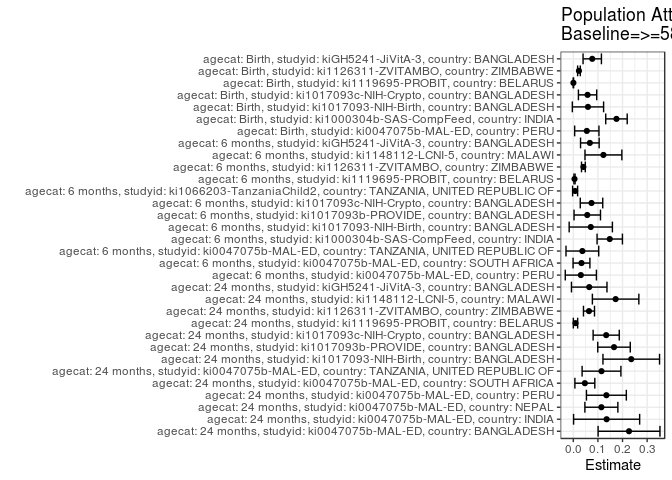 Population Att
Baseline=>=58
agecat: Birth, studyid: kiGH5241-JiVitA-3, country: BANGLADESH
agecat: Birth, studyid: ki1126311-ZVITAMBO, country: ZIMBABWE
agecat: Birth, studyid: ki1119695-PROBIT, country: BELARUS
agecat: Birth, studyid: ki1017093c-NIH-Crypto, country: BANGLADESH
agecat: Birth, studyid: ki1017093-NIH-Birth, country: BANGLADESH
agecat: Birth, studyid: ki1000304b-SAS-CompFeed, country: INDIA
agecat: Birth, studyid: ki0047075b-MAL-ED, country: PERU
agecat: 6 months, studyid: kiGH5241-JiVitA-3, country: BANGLADESH
agecat: 6 months, studyid: ki1148112-LCNI-5, country: MALAWI
agecat: 6 months, studyid: ki1126311-ZVITAMBO, country: ZIMBABWE
agecat: 6 months, studyid: ki1119695-PROBIT, country: BELARUS
agecat: 6 months, studyid: ki1066203-TanzaniaChild2, country: TANZANIA, UNITED REPUBLIC OF
agecat: 6 months, studyid: ki1017093c-NIH-Crypto, country: BANGLADESH
agecat: 6 months, studyid: ki1017093b-PROVIDE, country: BANGLADESH
agecat: 6 months, studyid: ki1017093-NIH-Birth, country: BANGLADESH
agecat: 6 months, studyid: ki1000304b-SAS-CompFeed, country: INDIA
agecat: 6 months, studyid: ki0047075b-MAL-ED, country: TANZANIA, UNITED REPUBLIC OF
agecat: 6 months, studyid: ki0047075b-MAL-ED, country: SOUTH AFRICA
agecat: 6 months, studyid: ki0047075b-MAL-ED, country: PERU
agecat: 24 months, studyid: kiGH5241-JiVitA-3, country: BANGLADESH
agecat: 24 months, studyid: ki1148112-LCNI-5, country: MALAWI
agecat: 24 months, studyid: ki1126311-ZVITAMBO, country: ZIMBABWE
agecat: 24 months, studyid: ki1119695-PROBIT, country: BELARUS
agecat: 24 months, studyid: ki1017093c-NIH-Crypto, country: BANGLADESH
agecat: 24 months, studyid: ki1017093b-PROVIDE, country: BANGLADESH
agecat: 24 months, studyid: ki1017093-NIH-Birth, country: BANGLADESH
agecat: 24 months, studyid: ki0047075b-MAL-ED, country: TANZANIA, UNITED REPUBLIC OF
agecat: 24 months, studyid: ki0047075b-MAL-ED, country: SOUTH AFRICA
agecat: 24 months, studyid: ki0047075b-MAL-ED, country: PERU
agecat: 24 months, studyid: ki0047075b-MAL-ED, country: NEPAL
agecat: 24 months, studyid: ki0047075b-MAL-ED, country: INDIA
agecat: 24 months, studyid: ki0047075b-MAL-ED, country: BANGLADESH
0.0 0.1 0.2 0.3
Estimate